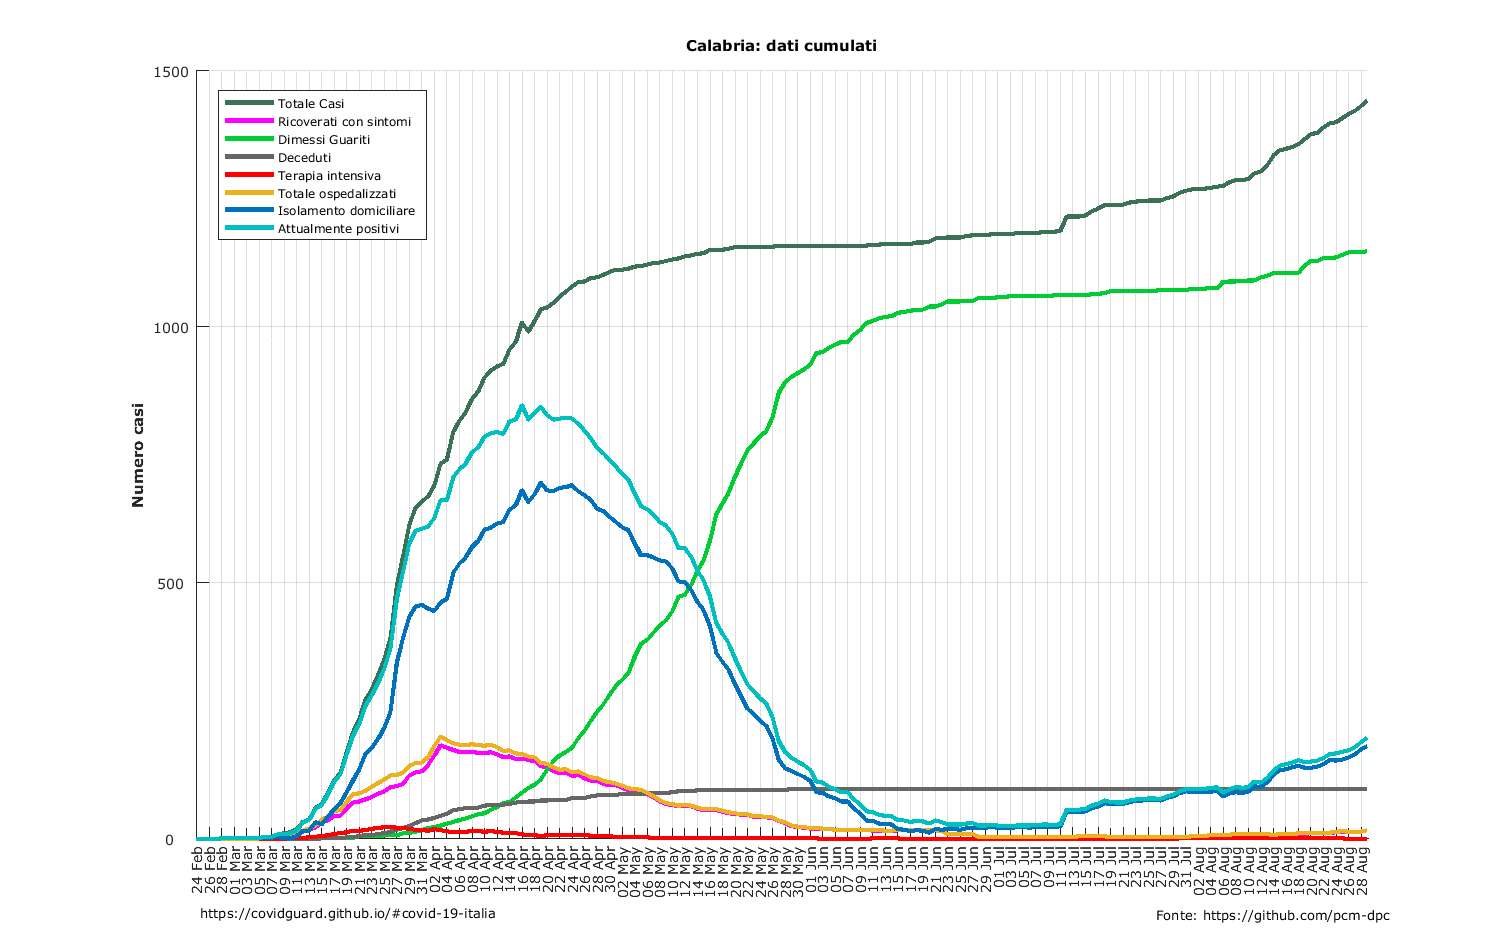 Calabria: dati cumulati
1500
1000
500
0
Numero casi
Totale Casi
Ricoverati con sintomi
Dimessi Guariti
Deceduti
Terapia intensiva
Totale ospedalizzati
Isolamento domiciliare
Attualmente positivi
24 Feb
26 Feb
28 Feb
01 Mar
03 Mar
05 Mar
07 Mar
09 Mar
11 Mar
13 Mar
15 Mar
17 Mar
19 Mar
21 Mar
23 Mar
25 Mar
27 Mar
29 Mar
31 Mar
02 Apr
04 Apr
06 Apr
08 Apr
10 Apr
12 Apr
14 Apr
16 Apr
18 Apr
20 Apr
22 Apr
24 Apr
26 Apr
28 Apr
30 Apr
02 May
04 May
06 May
08 May
10 May
12 May
14 May
16 May
18 May
20 May
22 May
24 May
26 May
28 May
30 May
01 Jun
03 Jun
05 Jun
07 Jun
09 Jun
11 Jun
13 Jun
15 Jun
17 Jun
19 Jun
21 Jun
23 Jun
25 Jun
27 Jun
29 Jun
01 Jul
03 Jul
05 Jul
07 Jul
09 Jul
11 Jul
13 Jul
15 Jul
17 Jul
19 Jul
21 Jul
23 Jul
25 Jul
27 Jul
29 Jul
31 Jul
02 Aug
04 Aug
06 Aug
08 Aug
10 Aug
12 Aug
14 Aug
16 Aug
18 Aug
20 Aug
22 Aug
24 Aug
26 Aug
28 Aug
https://covidguard.github.io/#covid-19-italia
Fonte: https://github.com/pcm-dpc